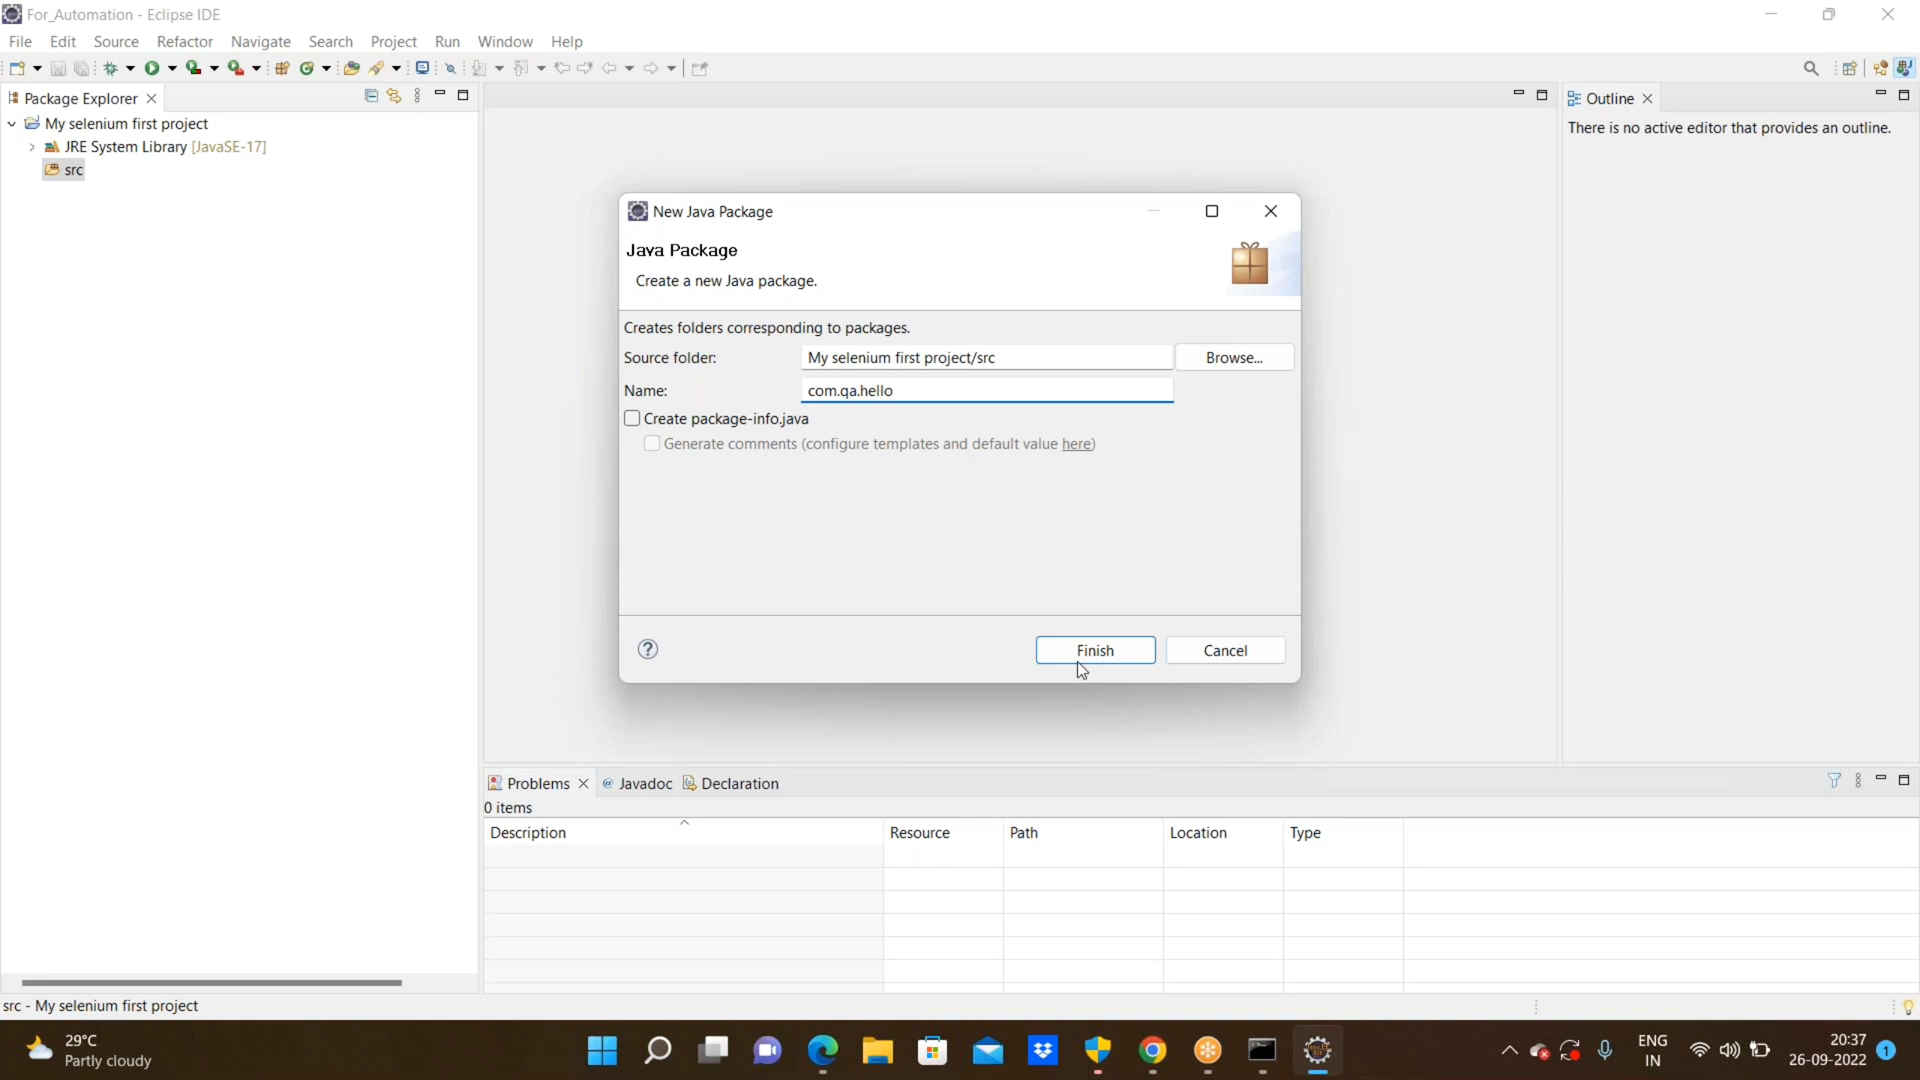 For_Automation - Eclipse IDE
File Edit Source Refactor Navigate Search Project Run Window Help
Package Explorer
Outline
My selenium first project
There is no active editor that provides an outline.
JRE System Library [JavaSE-17]
src
New Java Package
Java Package
Create a new Java package.
Creates folders corresponding to packages.
Source folder: My selenium first project/src Browse...
Name: com.qa.hello
Create package-info.java
Generate comments (configure templates and default value here)
Finish Cancel
Problems @ Javadoc Declaration
0 items
Description Resource Path Location Type
src - My selenium first project
29°C
Partly cloudy
ENG
IN
20:37
26-09-2022
1